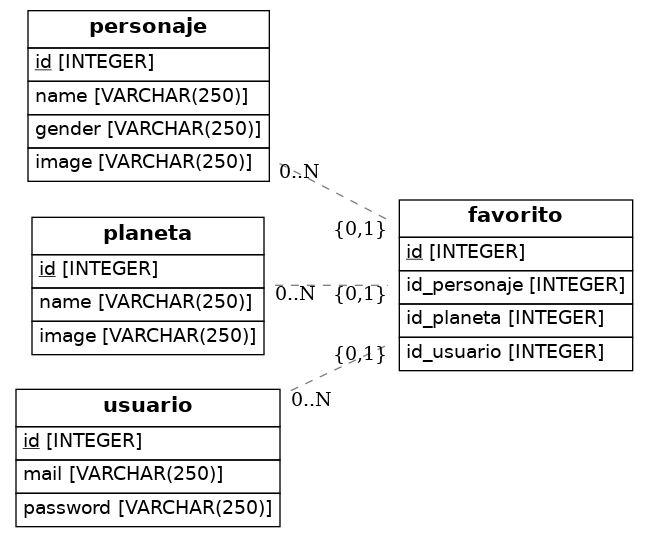 personaje
id [INTEGER]
name [VARCHAR(250)]
gender [VARCHAR(250)]
image [VARCHAR(250)]
0..N
{0,1}
planeta
id [INTEGER]
name [VARCHAR(250)]
image [VARCHAR(250)]
0..N
{0,1}
favorito
id [INTEGER]
id_personaje [INTEGER]
id_planeta [INTEGER]
id_usuario [INTEGER]
{0,1}
0..N
usuario
id [INTEGER]
mail [VARCHAR(250)]
password [VARCHAR(250)]